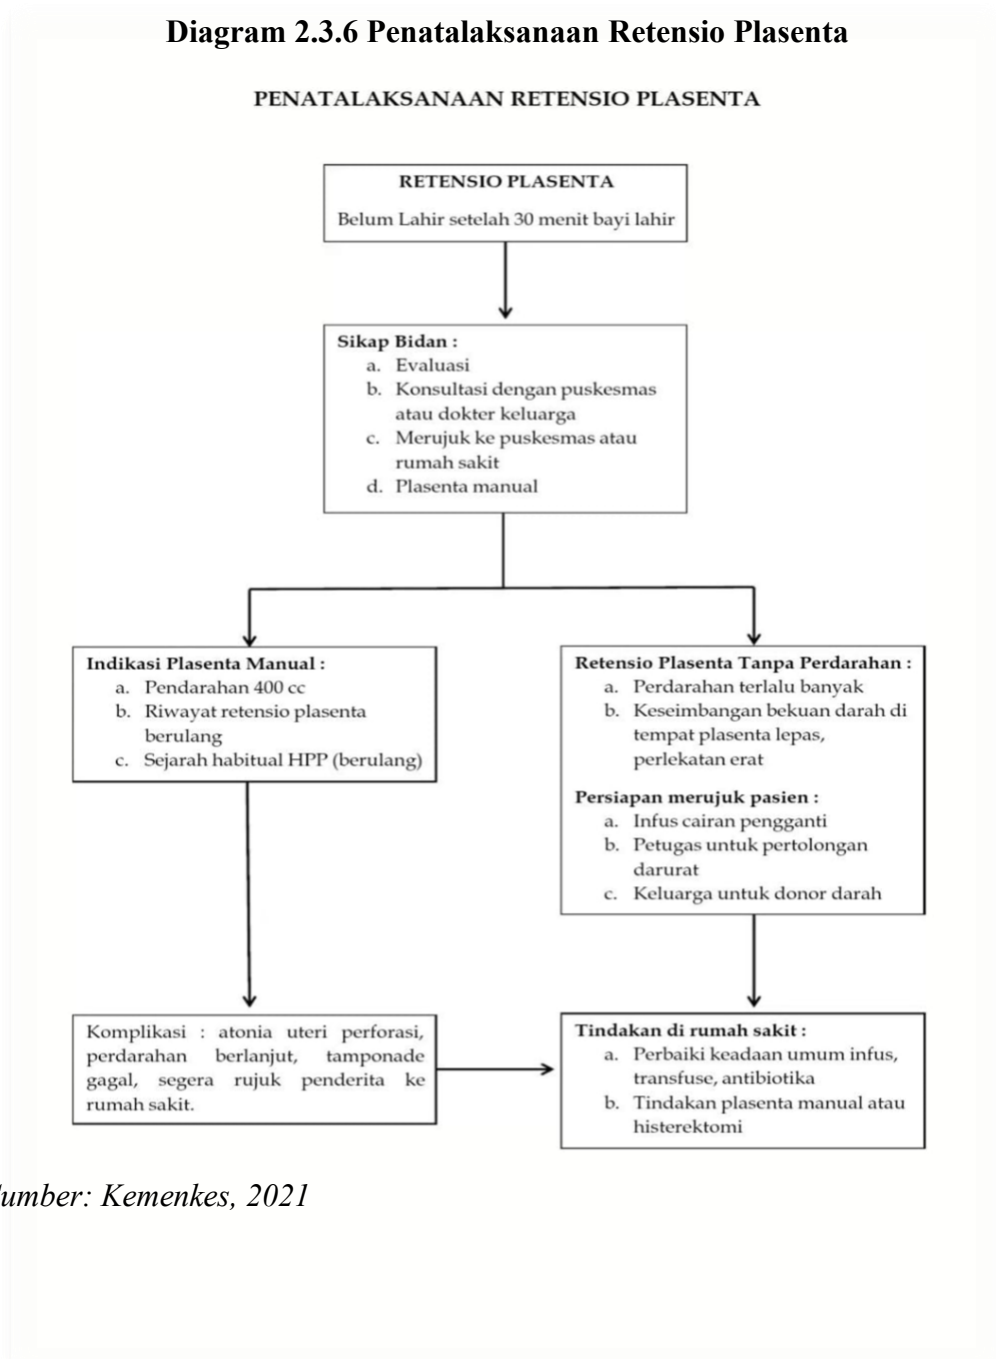 Diagram 2.3.6 Penatalaksanaan Retensio Plasenta
PENATALAKSANAAN RETENSIO PLASENTA
RETENSIO PLASENTA
Belum Lahir setelah 30 menit bayi lahir
Sikap Bidan :
a. Evaluasi
b. Konsultasi dengan puskesmas
atau dokter keluarga
c. Merujuk ke puskesmas atau
rumah sakit
d. Plasenta manual
Indikasi Plasenta Manual :
a. Pendarahan 400 cc
b. Riwayat retensio plasenta
berulang
c. Sejarah habitual HPP (berulang)
Retensio Plasenta Tanpa Perdarahan :
a. Perdarahan terlalu banyak
b. Keseimbangan bekuan darah di
tempat plasenta lepas,
perlekatan erat
Persiapan merujuk pasien :
a. Infus cairan pengganti
b. Petugas untuk pertolongan
darurat
c. Keluarga untuk donor darah
Komplikasi : atonia uteri perforasi,
perdarahan berlanjut, tamponade
gagal, segera rujuk penderita ke
rumah sakit.
Tindakan di rumah sakit :
a. Perbaiki keadaan umum infus,
transfuse, antibiotika
b. Tindakan plasenta manual atau
histerektomi
umber: Kemenkes, 2021